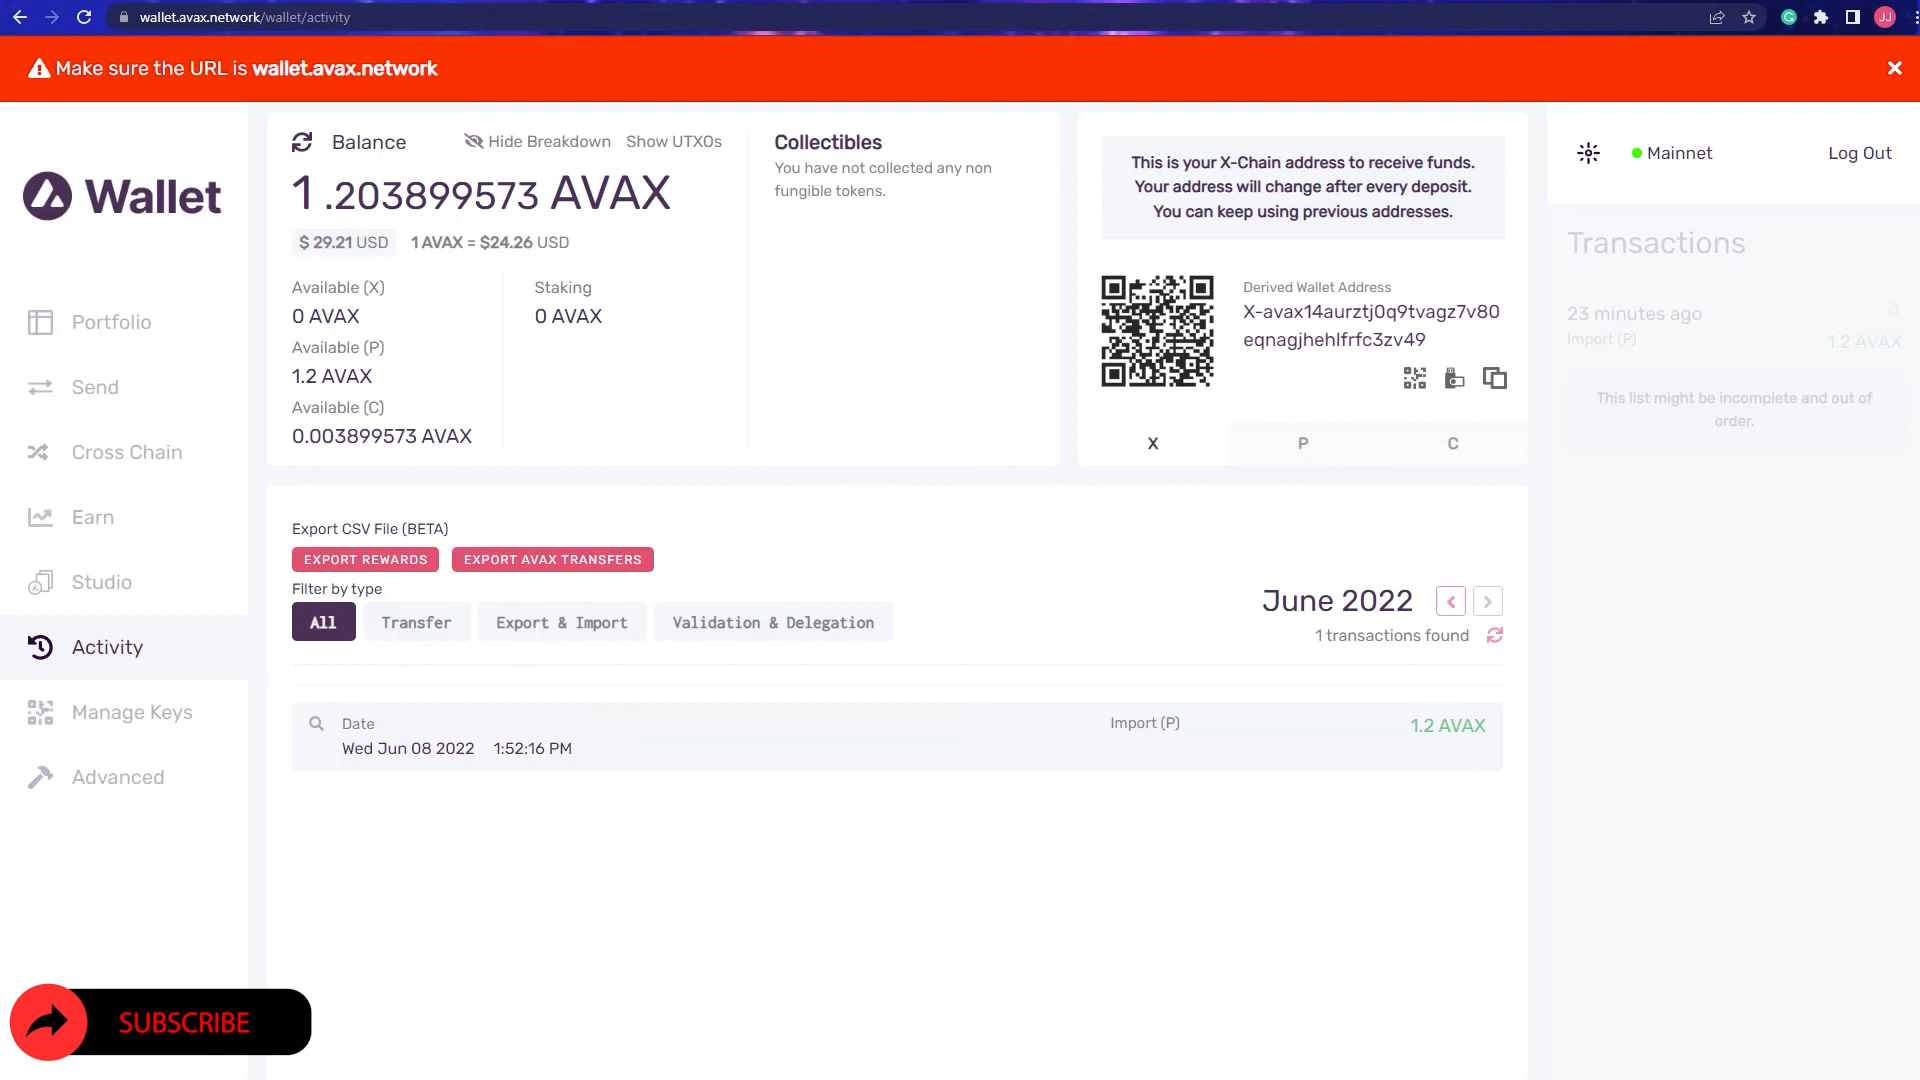 wallet.avax.network/wallet/activity
JJ
Make sure the URL is wallet.avax.network
Wallet
Portfolio
Send
Cross Chain
Earn
Studio
Activity
Manage Keys
Advanced
Balance
Hide Breakdown
Show UTXOs
1.203899573 AVAX
$ 29.21 USD
1 AVAX = $24.26 USD
Available (X)
0 AVAX
Available (P)
1.2 AVAX
Available (C)
0.003899573 AVAX
Staking
0 AVAX
Collectibles
You have not collected any non
fungible tokens.
This is your X-Chain address to receive funds.
Your address will change after every deposit.
You can keep using previous addresses.
Derived Wallet Address
X-avax14aurztj0q9tvagz7v80
eqnagjhehlfrfc3zv49
X
P
C
Mainnet
Log Out
Transactions
23 minutes ago
Import (P)
1.2 AVAX
This list might be incomplete and out of
order.
Export CSV File (BETA)
EXPORT REWARDS
EXPORT AVAX TRANSFERS
Filter by type
All
Transfer
Export & Import
Validation & Delegation
June 2022
1 transactions found
Date
Wed Jun 08 2022 1:52:16 PM
Import (P)
1.2 AVAX
SUBSCRIBE